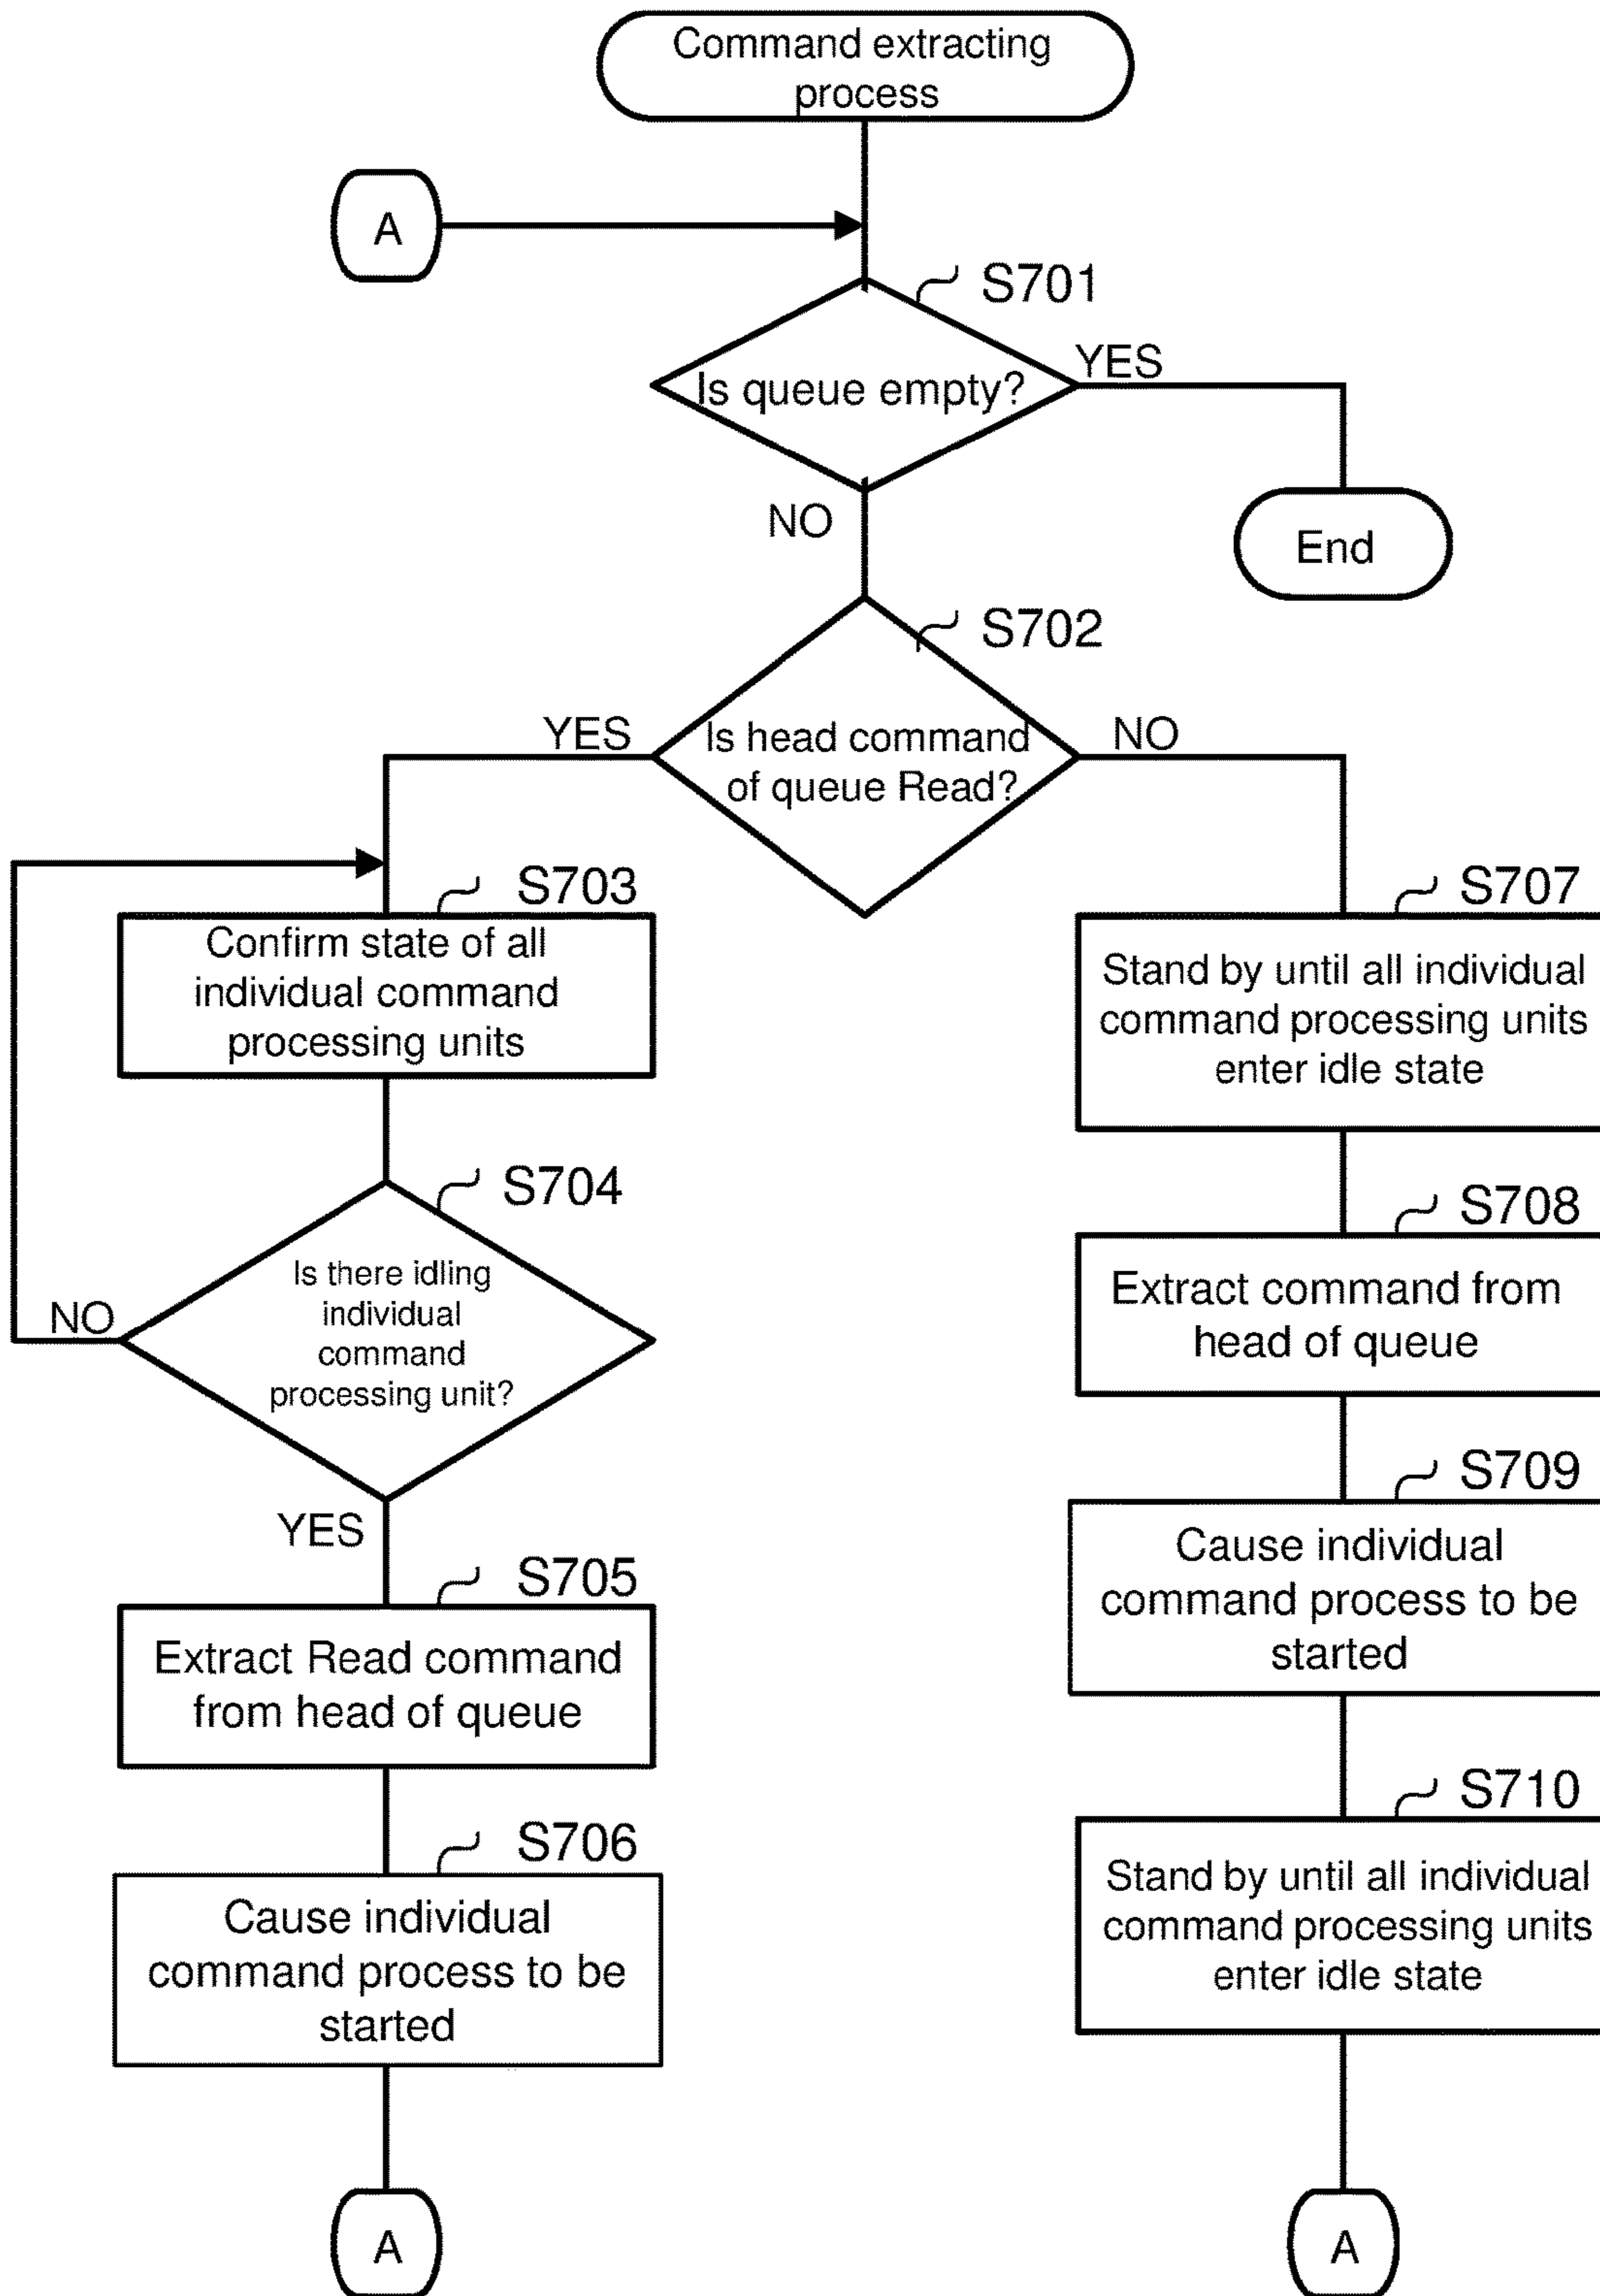 Command extracting
process
A
S701
Is queue empty?
YES
NO
End
S702
Is head command
of queue Read?
YES
NO
S703
Confirm state of all
individual command
processing units
S704
Is there idling
individual
command
processing unit?
NO
YES
S705
Extract Read command
from head of queue
S706
Cause individual
command process to be
started
A
S707
Stand by until all individual
command processing units
enter idle state
S708
Extract command from
head of queue
S709
Cause individual
command process to be
started
S710
Stand by until all individual
command processing units
enter idle state
A